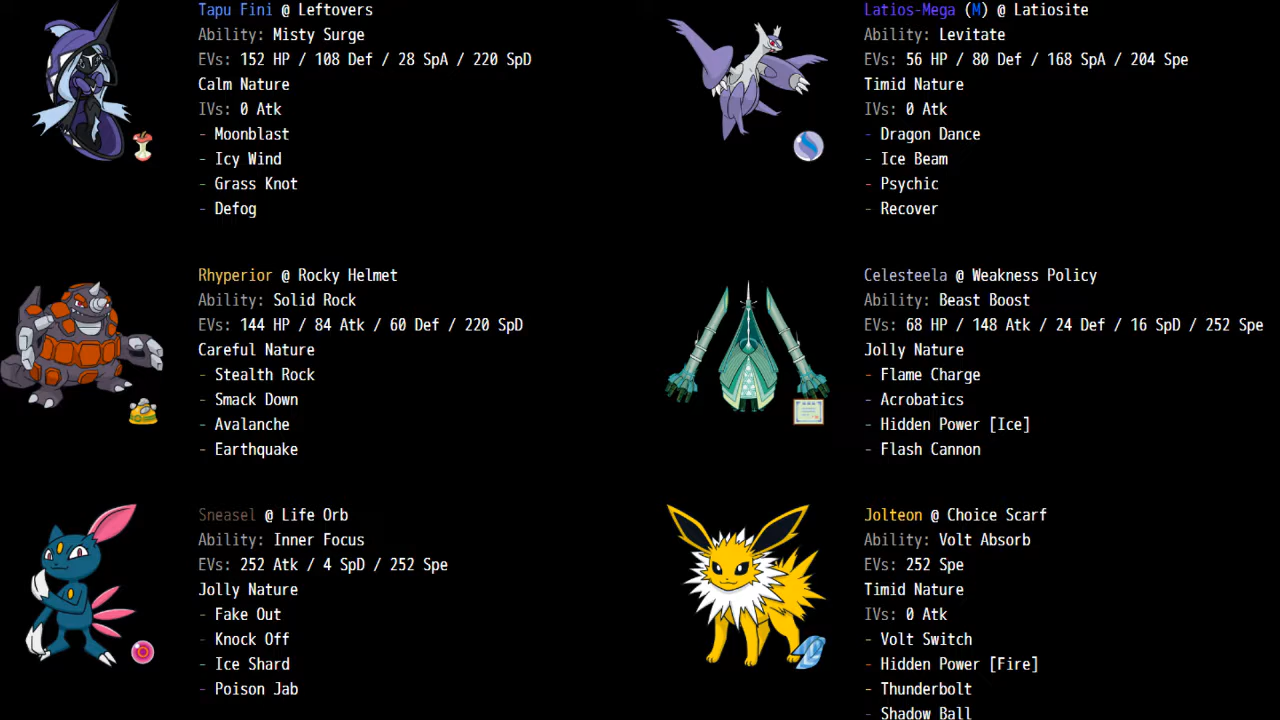 Tapu Fini @ Leftovers
Ability: Misty Surge
EVs: 152 HP / 108 Def / 28 SpA / 220 SpD
Calm Nature
IVs: 0 Atk
- Moonblast
- Icy Wind
- Grass Knot
- Defog
Latios-Mega (M) @ Latiosite
Ability: Levitate
EVs: 56 HP / 80 Def / 168 SpA / 204 Spe
Timid Nature
IVs: 0 Atk
- Dragon Dance
- Ice Beam
- Psychic
- Recover
Rhyperior @ Rocky Helmet
Ability: Solid Rock
EVs: 144 HP / 84 Atk / 60 Def / 220 SpD
Careful Nature
- Stealth Rock
- Smack Down
- Avalanche
- Earthquake
Celesteela @ Weakness Policy
Ability: Beast Boost
EVs: 68 HP / 148 Atk / 24 Def / 16 SpD / 252 Spe
Jolly Nature
- Flame Charge
- Acrobatics
- Hidden Power [Ice]
- Flash Cannon
Sneasel @ Life Orb
Ability: Inner Focus
EVs: 252 Atk / 4 SpD / 252 Spe
Jolly Nature
- Fake Out
- Knock Off
- Ice Shard
- Poison Jab
Jolteon @ Choice Scarf
Ability: Volt Absorb
EVs: 252 Spe
Timid Nature
IVs: 0 Atk
- Volt Switch
- Hidden Power [Fire]
- Thunderbolt
- Shadow Ball